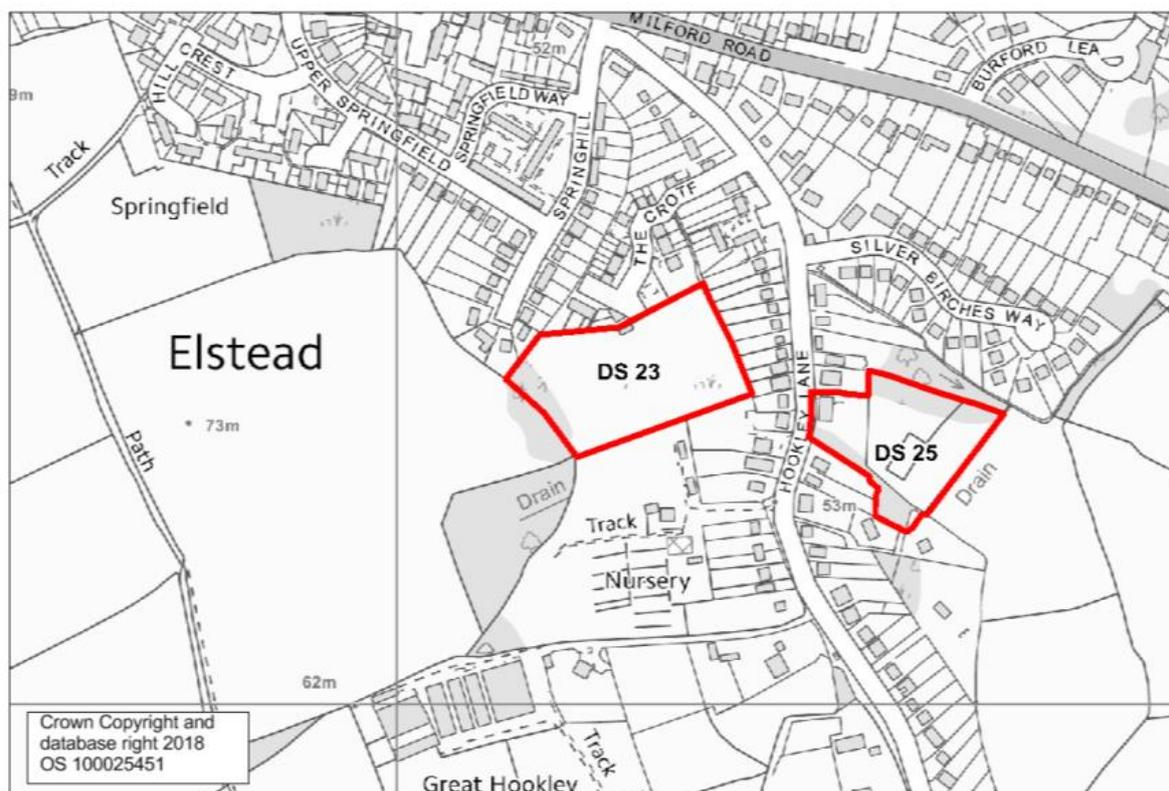 MILFORD ROAD
BURFORD LEA
52m
CREST
HILL
UPPER SPRINGFIELD
SPRINGFIELD WAY
9m
Track
SPRINGHILL
Springfield
THE CROTF
SILVER BIRCHES WAY
Elstead
DS 23
HOOKLEY LANE
73m
Path
DS 25
Drain
Drain
53m
Track
Nursery
62m
Crown Copyright and
database right 2018
OS 100025451
Track
Great Hookley